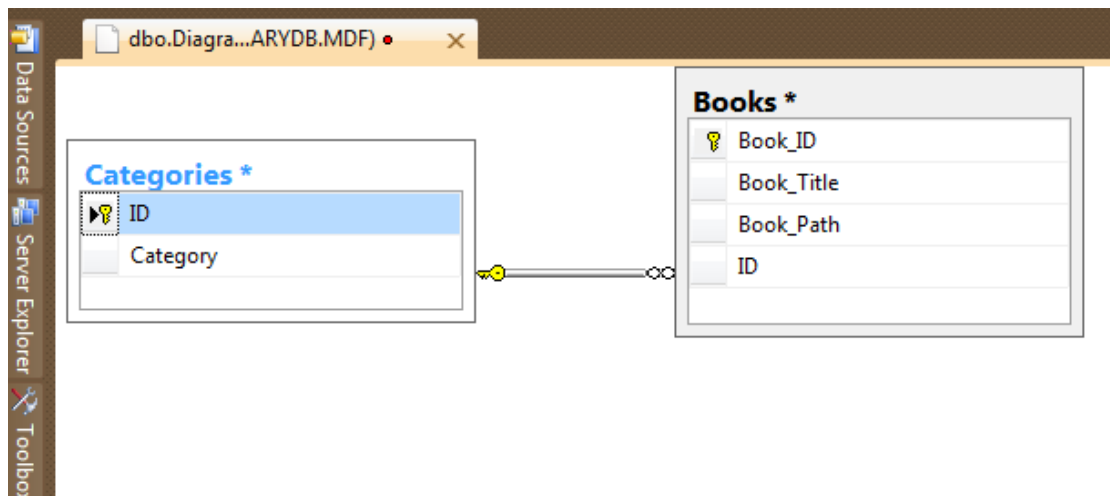 dbo.Diagra...ARYDB.MDF)
Data Sources
Server Explorer
Toolbox
Categories *
ID
Category
Books *
Book_ID
Book_Title
Book_Path
ID